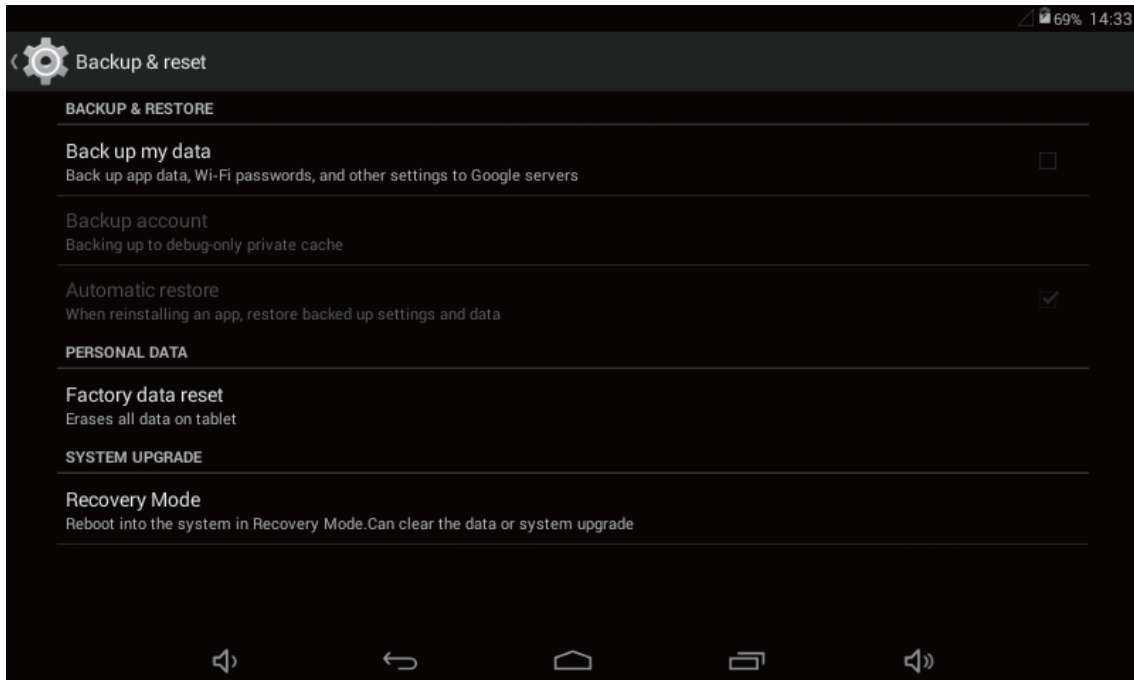 69% 14:33
Backup & reset
BACKUP & RESTORE
Back up my data
Back up app data, Wi-Fi passwords, and other settings to Google servers
Backup account
Backing up to debug-only private cache
Automatic restore
When reinstalling an app, restore backed up settings and data
PERSONAL DATA
Factory data reset
Erases all data on tablet
SYSTEM UPGRADE
Recovery Mode
Reboot into the system in Recovery Mode.Can clear the data or system upgrade